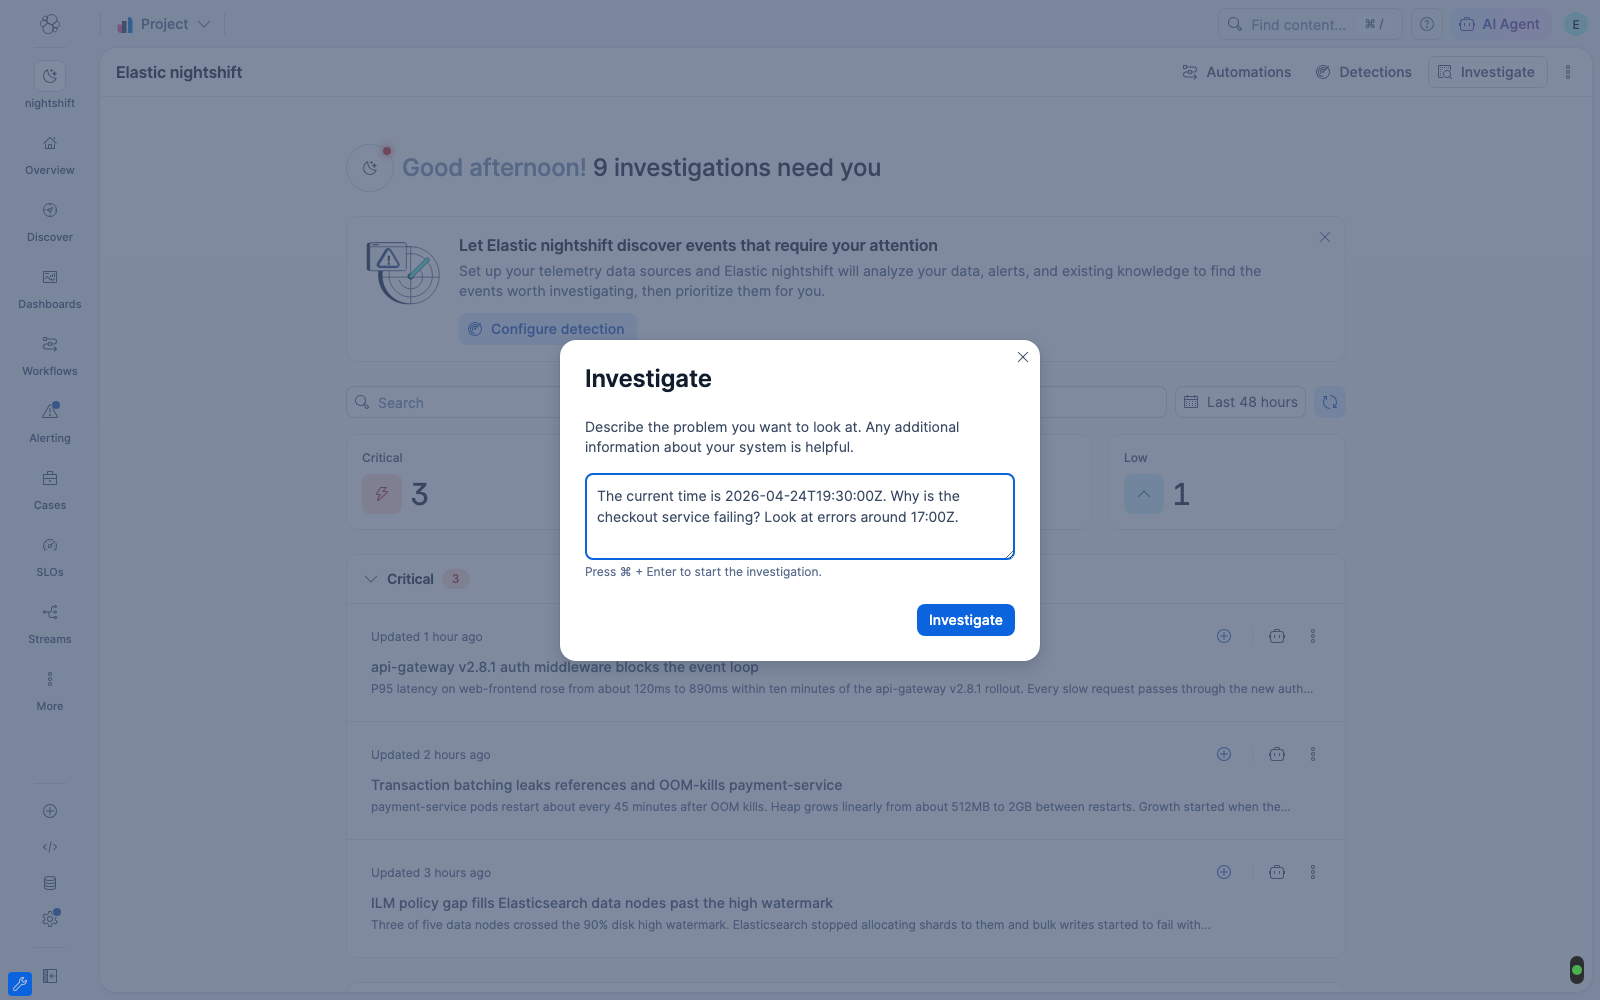 Project
Find content...
⌘ /
AI Agent
E
Elastic nightshift
Automations
Detections
Investigate
nightshift
Overview
Discover
Dashboards
Workflows
Alerting
Cases
SLOs
Streams
More
Good afternoon! 9 investigations need you
Let Elastic nightshift discover events that require your attention
Set up your telemetry data sources and Elastic nightshift will analyze your data, alerts, and existing knowledge to find the
events worth investigating, then prioritize them for you.
Configure detection
Search
Last 48 hours
Critical
3
Low
1
Investigate
Describe the problem you want to look at. Any additional
information about your system is helpful.
The current time is 2026-04-24T19:30:00Z. Why is the
checkout service failing? Look at errors around 17:00Z.
Press ⌘ + Enter to start the investigation.
Investigate
Critical 3
Updated 1 hour ago
api-gateway v2.8.1 auth middleware blocks the event loop
P95 latency on web-frontend rose from about 120ms to 890ms within ten minutes of the api-gateway v2.8.1 rollout. Every slow request passes through the new auth...
Updated 2 hours ago
Transaction batching leaks references and OOM-kills payment-service
payment-service pods restart about every 45 minutes after OOM kills. Heap grows linearly from about 512MB to 2GB between restarts. Growth started when the...
Updated 3 hours ago
ILM policy gap fills Elasticsearch data nodes past the high watermark
Three of five data nodes crossed the 90% disk high watermark. Elasticsearch stopped allocating shards to them and bulk writes started to fail with...